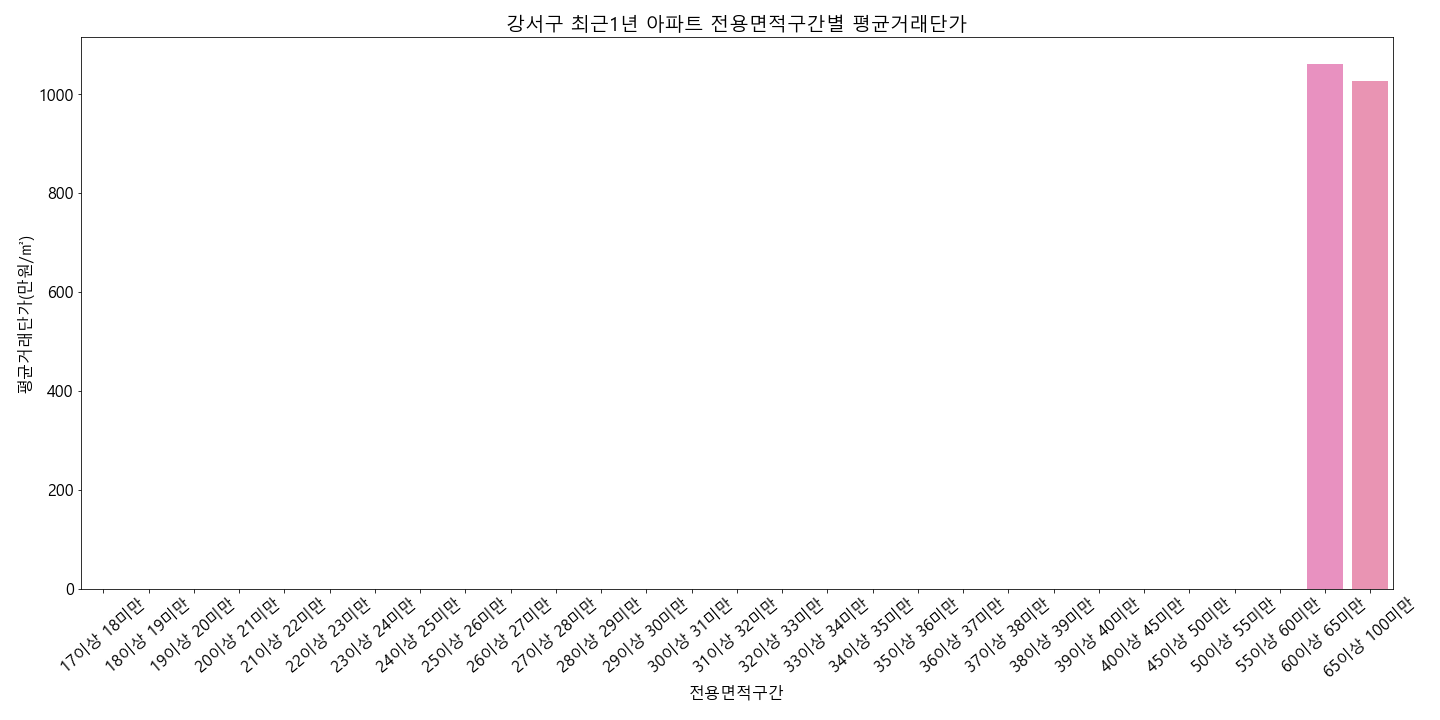 강서구 최근1년 아파트 전용면적구간별 평균거래단가
평균거래단가(만원/㎡)
1000
800
600
400
200
0
17이상 18미만
18이상 19미만
19이상 20미만
20이상 21미만
21이상 22미만
22이상 23미만
23이상 24미만
24이상 25미만
25이상 26미만
26이상 27미만
27이상 28미만
28이상 29미만
29이상 30미만
30이상 31미만
31이상 32미만
32이상 33미만
33이상 34미만
34이상 35미만
35이상 36미만
36이상 37미만
37이상 38미만
38이상 39미만
39이상 40미만
40이상 45미만
45이상 50미만
50이상 55미만
55이상 60미만
60이상 65미만
65이상 100미만
전용면적구간